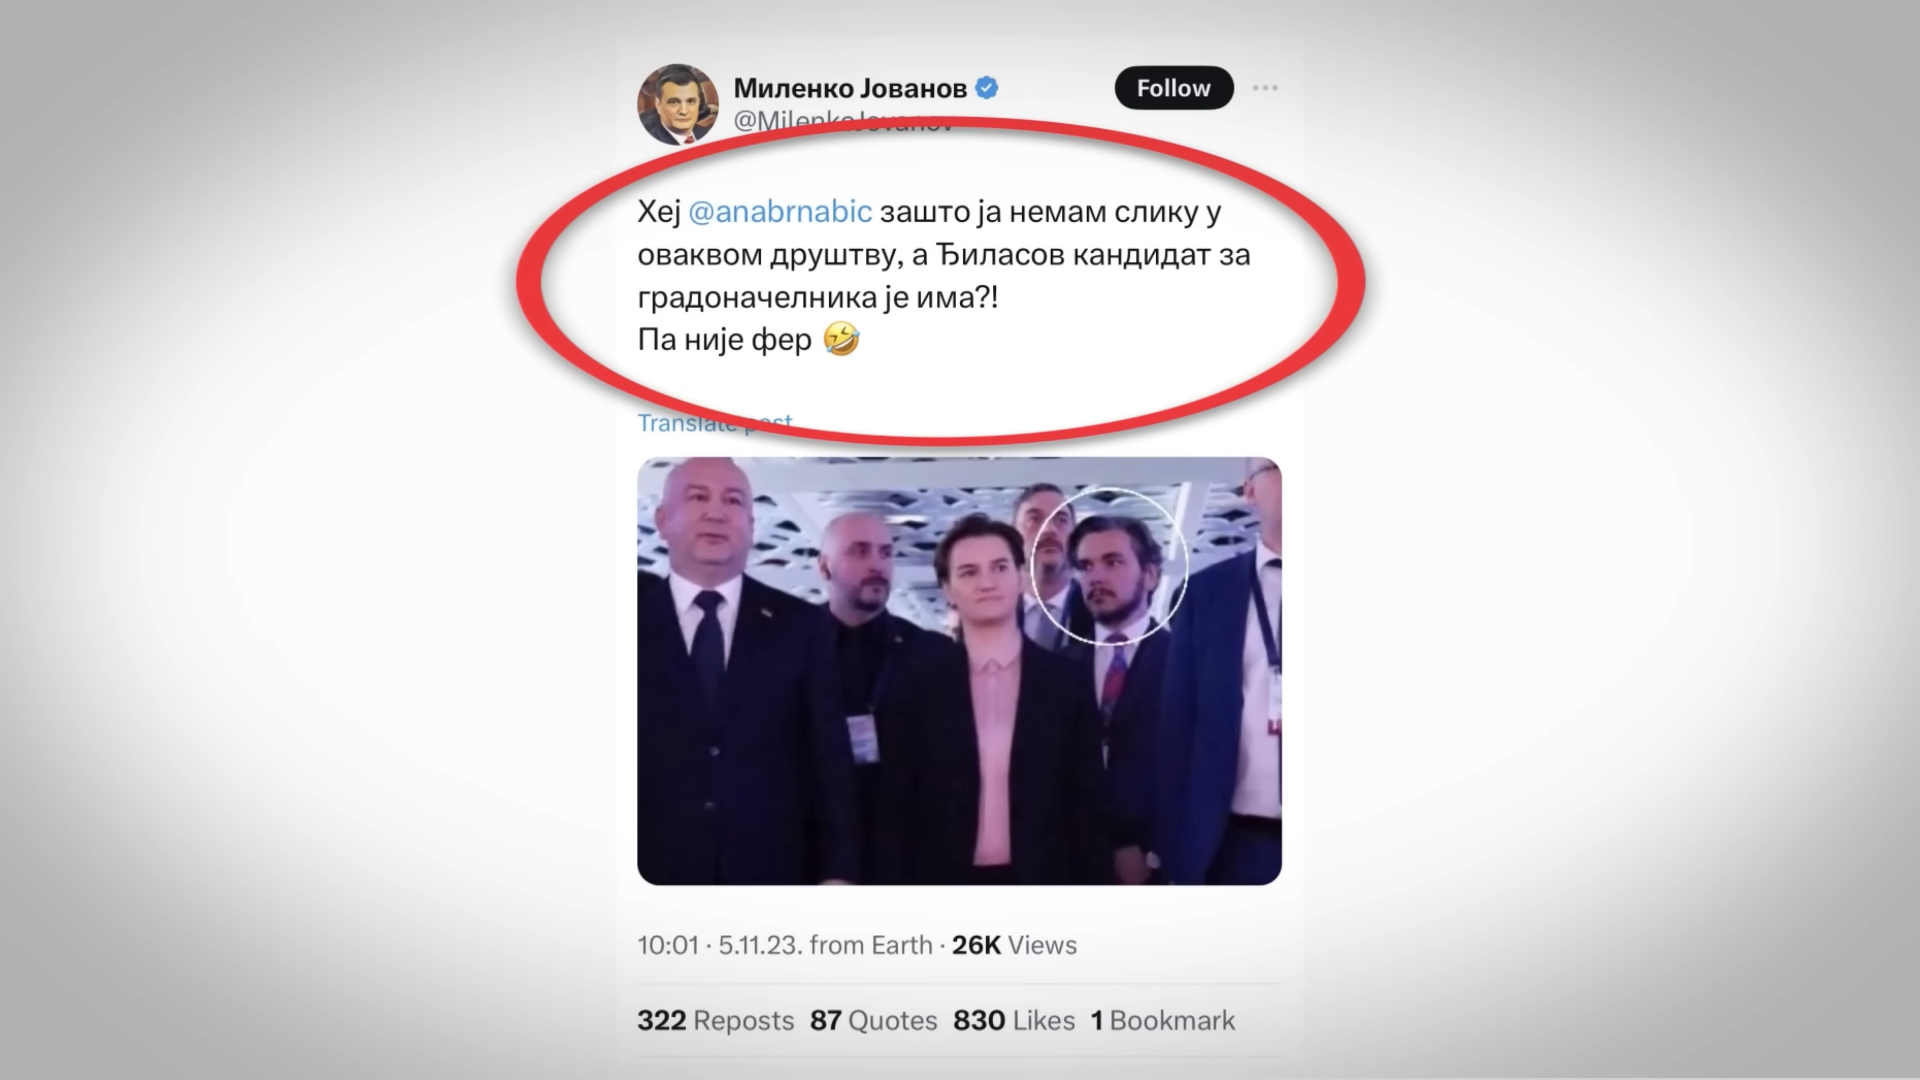 Миленко Јованов
Follow
@MilenkoJovanov
Хеј @anabrnabic зашто ја немам слику у
оваквом друштву, а Ђиласов кандидат за
градоначелника је има?!
Па није фер 🤣
Translate post
10:01 · 5.11.23. from Earth · 26K Views
322 Reposts 87 Quotes 830 Likes 1 Bookmark